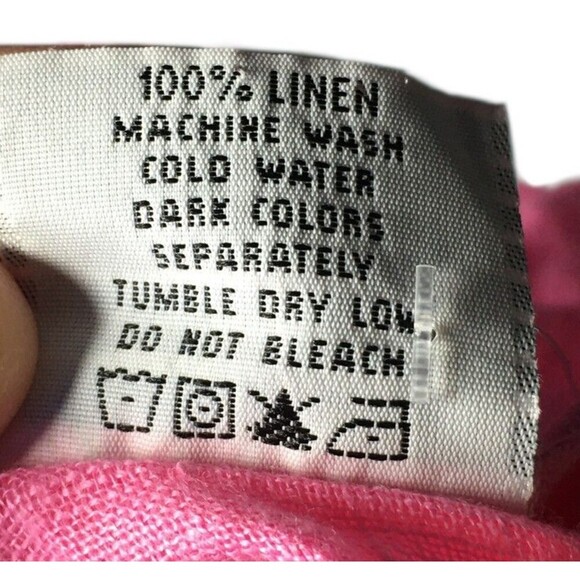 100% LINEN
MACHINE WASH
COLD WATER
DARK COLORS
SEPARATELY
TUMBLE DRY LOW
DO NOT BLEACH